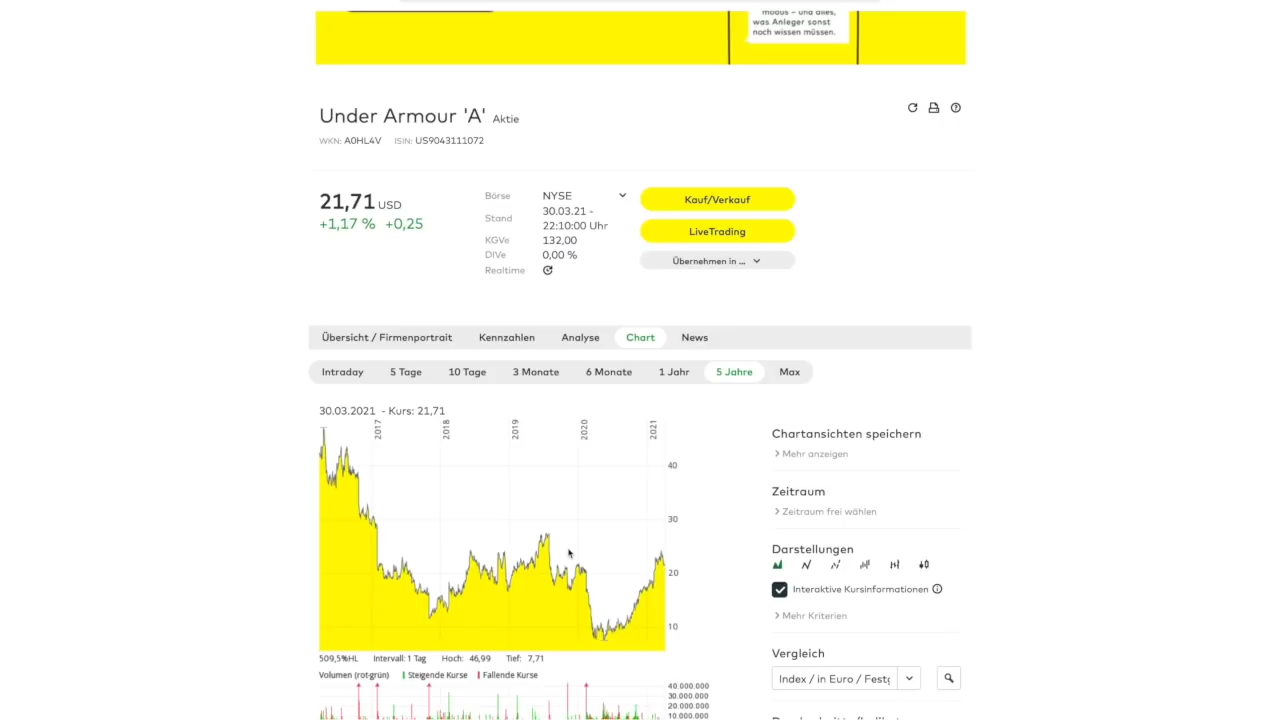 modus – und alles,
was Anleger sonst
noch wissen müssen.
Under Armour 'A' Aktie
WKN: A0HL4V ISIN: US9043111072
21,71 USD
+1,17 % +0,25
Börse NYSE
Stand 30.03.21 -
22:10:00 Uhr
KGVe 132,00
DIVe 0,00 %
Realtime
Kauf/Verkauf
LiveTrading
Übernehmen in ...
Übersicht / Firmenportrait Kennzahlen Analyse Chart News
Intraday 5 Tage 10 Tage 3 Monate 6 Monate 1 Jahr 5 Jahre Max
30.03.2021 - Kurs: 21,71
2017 2018 2019 2020 2021
40
30
20
10
509,5%HL Intervall: 1 Tag Hoch: 46,99 Tief: 7,71
Volumen (rot-grün) Steigende Kurse Fallende Kurse
40.000.000
30.000.000
20.000.000
10.000.000
Chartansichten speichern
Mehr anzeigen
Zeitraum
Zeitraum frei wählen
Darstellungen
Interaktive Kursinformationen
Mehr Kriterien
Vergleich
Index / in Euro / Festg